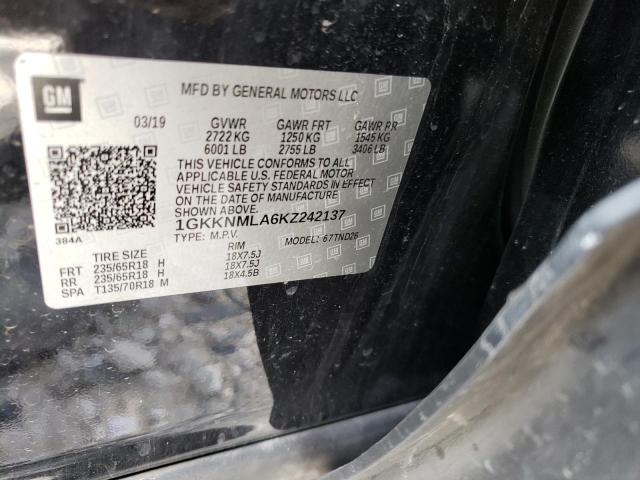 GM
MFD BY GENERAL MOTORS LLC
03/19 GVWR GAWR FRT GAWR RR
2722 KG 1250 KG 1545 KG
6001 LB 2755 LB 3406 LB
THIS VEHICLE CONFORMS TO ALL
APPLICABLE U.S. FEDERAL MOTOR
VEHICLE SAFETY STANDARDS IN EFFECT
ON THE DATE OF MANUFACTURE
SHOWN ABOVE.
1GKKNMLA6KZ242137
384A TYPE: M.P.V. MODEL: 6TTND26
TIRE SIZE RIM
FRT 235/65R18 H 18X7.5J
RR 235/65R18 H 18X7.5J
SPA T135/70R18 M 18X4.5B